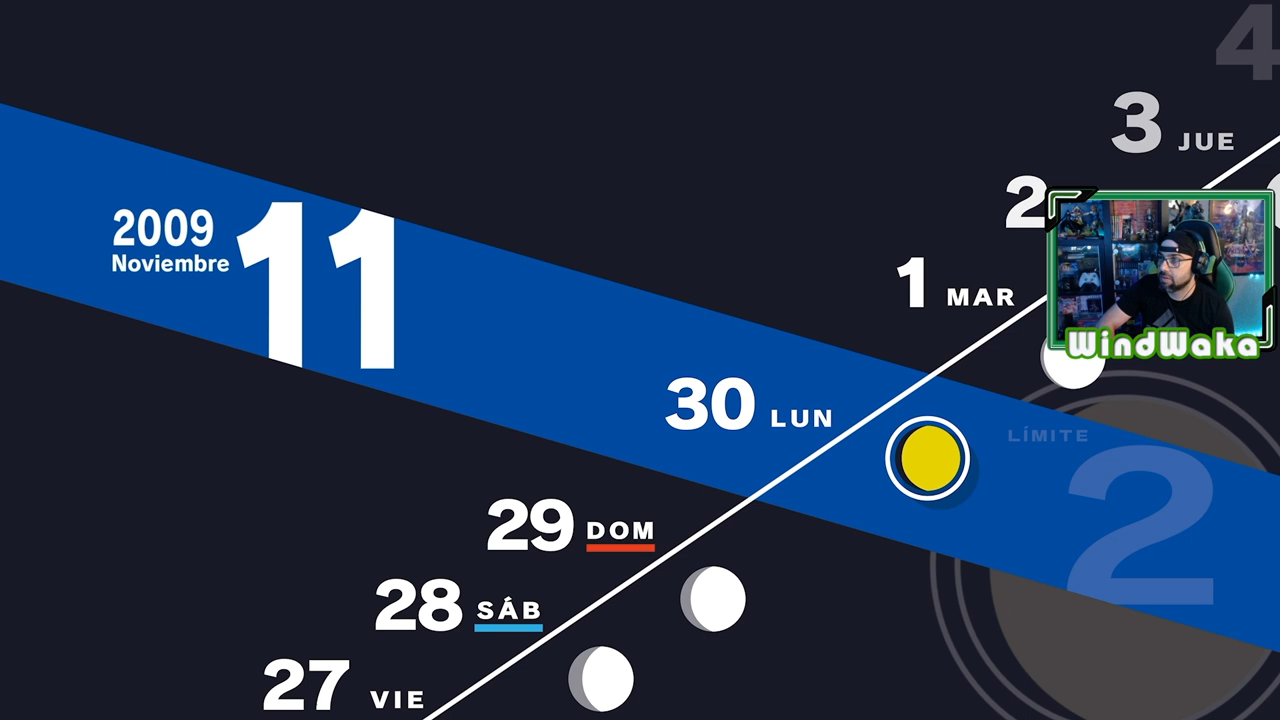 4
3 JUE
2
1 MAR
2009
Noviembre
11
30 LUN
LÍMITE
2
29 DOM
28 SÁB
27 VIE
WindWaka